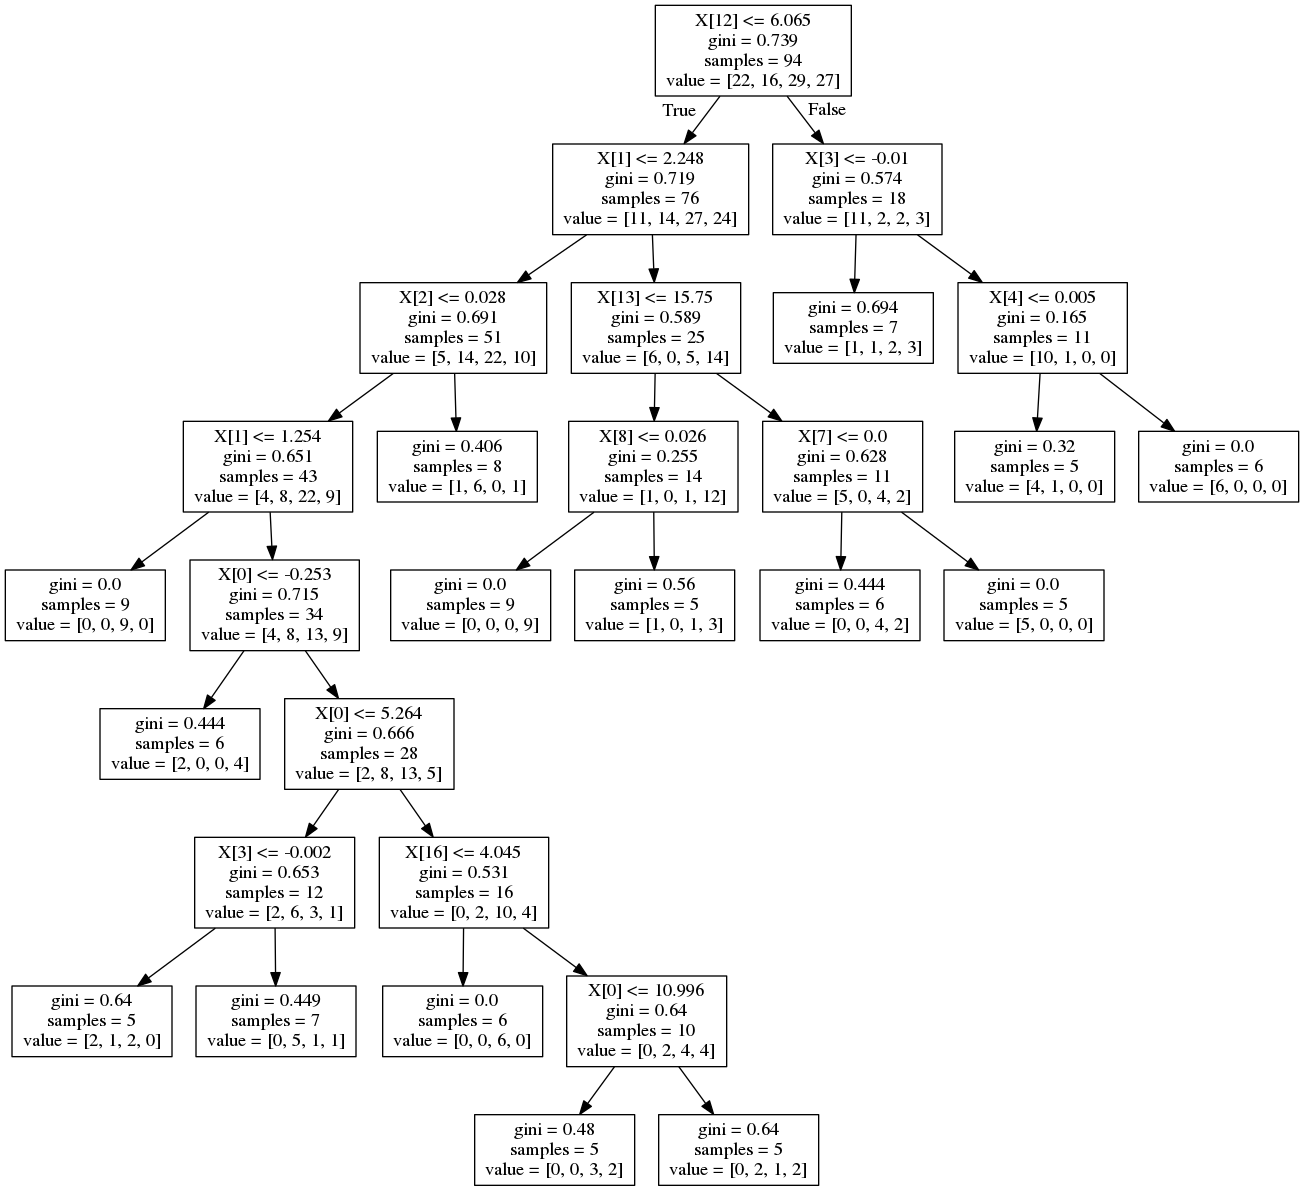 X[12] <= 6.065
gini = 0.739
samples = 94
value = [22, 16, 29, 27]
True
False
X[1] <= 2.248
gini = 0.719
samples = 76
value = [11, 14, 27, 24]
X[3] <= -0.01
gini = 0.574
samples = 18
value = [11, 2, 2, 3]
X[2] <= 0.028
gini = 0.691
samples = 51
value = [5, 14, 22, 10]
X[13] <= 15.75
gini = 0.589
samples = 25
value = [6, 0, 5, 14]
gini = 0.694
samples = 7
value = [1, 1, 2, 3]
X[4] <= 0.005
gini = 0.165
samples = 11
value = [10, 1, 0, 0]
X[1] <= 1.254
gini = 0.651
samples = 43
value = [4, 8, 22, 9]
gini = 0.406
samples = 8
value = [1, 6, 0, 1]
X[8] <= 0.026
gini = 0.255
samples = 14
value = [1, 0, 1, 12]
X[7] <= 0.0
gini = 0.628
samples = 11
value = [5, 0, 4, 2]
gini = 0.32
samples = 5
value = [4, 1, 0, 0]
gini = 0.0
samples = 6
value = [6, 0, 0, 0]
gini = 0.0
samples = 9
value = [0, 0, 9, 0]
X[0] <= -0.253
gini = 0.715
samples = 34
value = [4, 8, 13, 9]
gini = 0.0
samples = 9
value = [0, 0, 0, 9]
gini = 0.56
samples = 5
value = [1, 0, 1, 3]
gini = 0.444
samples = 6
value = [0, 0, 4, 2]
gini = 0.0
samples = 5
value = [5, 0, 0, 0]
gini = 0.444
samples = 6
value = [2, 0, 0, 4]
X[0] <= 5.264
gini = 0.666
samples = 28
value = [2, 8, 13, 5]
X[3] <= -0.002
gini = 0.653
samples = 12
value = [2, 6, 3, 1]
X[16] <= 4.045
gini = 0.531
samples = 16
value = [0, 2, 10, 4]
gini = 0.64
samples = 5
value = [2, 1, 2, 0]
gini = 0.449
samples = 7
value = [0, 5, 1, 1]
gini = 0.0
samples = 6
value = [0, 0, 6, 0]
X[0] <= 10.996
gini = 0.64
samples = 10
value = [0, 2, 4, 4]
gini = 0.48
samples = 5
value = [0, 0, 3, 2]
gini = 0.64
samples = 5
value = [0, 2, 1, 2]